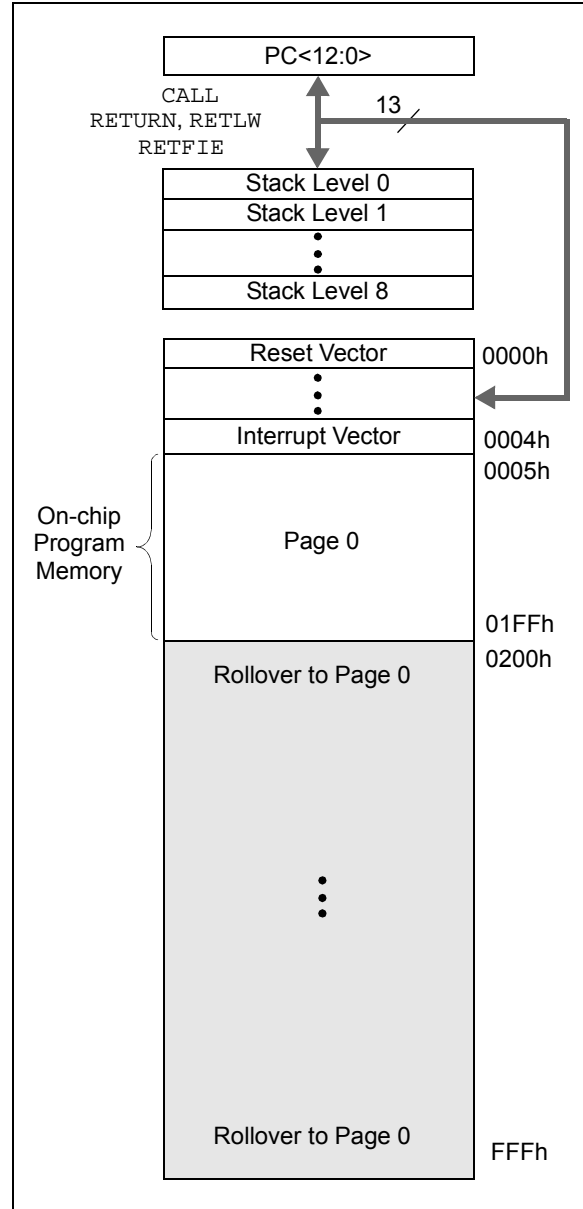 PC<12:0>
CALL
RETURN, RETLW
RETFIE
13
Stack Level 0
Stack Level 1
Stack Level 8
Reset Vector
0000h
Interrupt Vector
0004h
0005h
On-chip
Program
Memory
Page 0
01FFh
0200h
Rollover to Page 0
Rollover to Page 0
FFFh